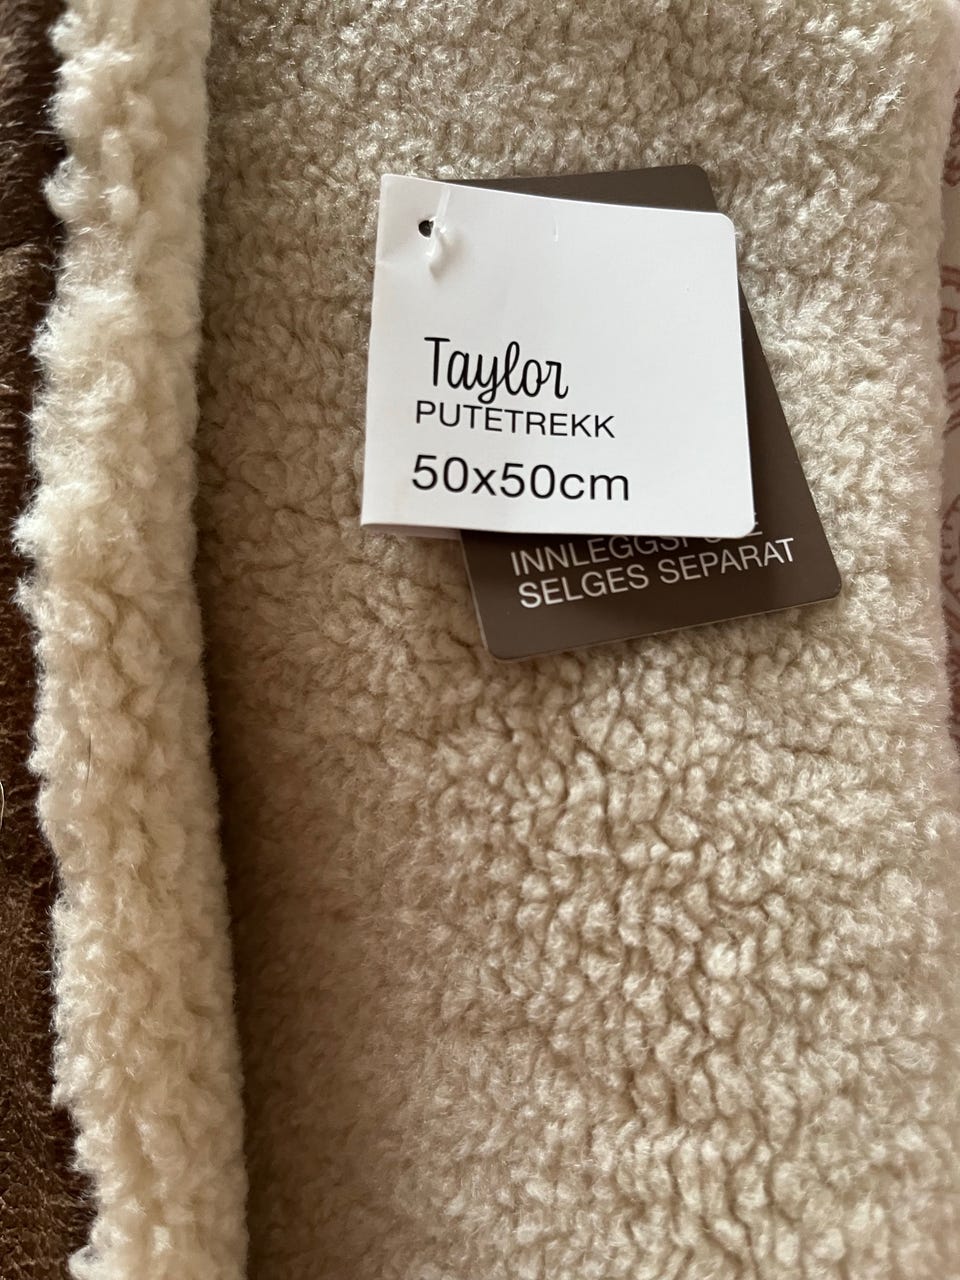 Taylor
PUTETREKK
50x50cm
SELGES SEPARAT